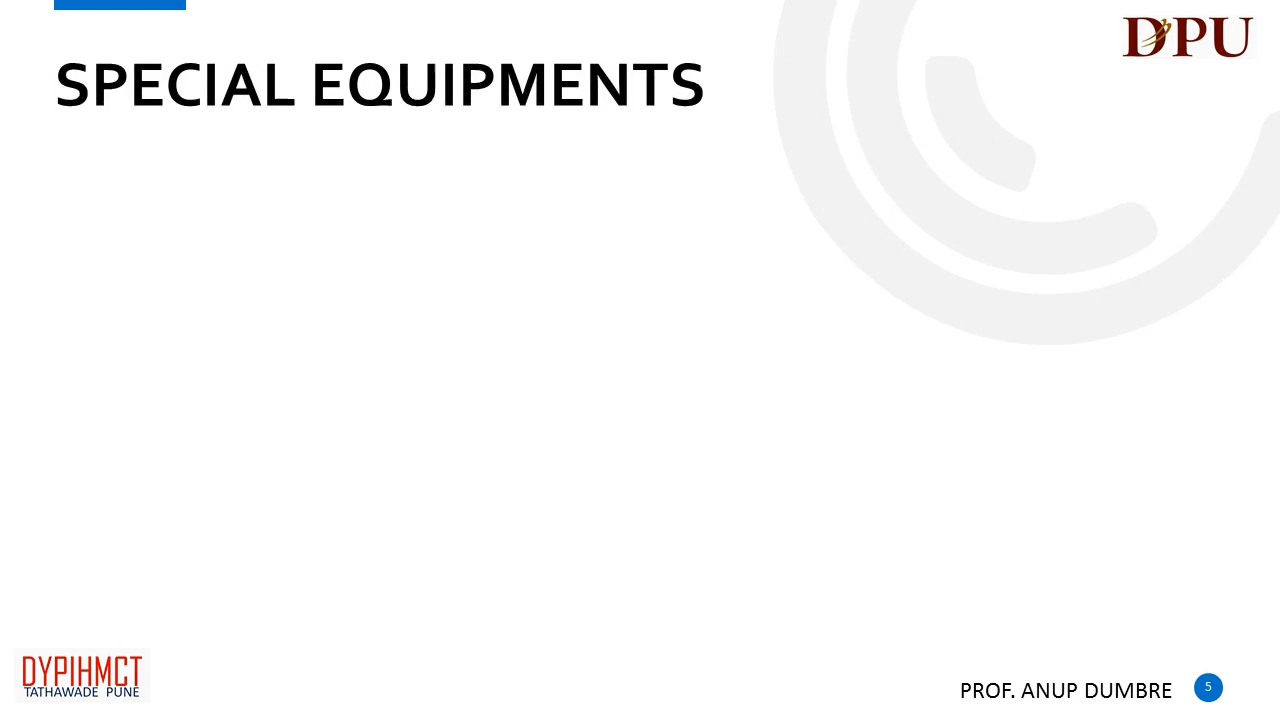 DPU
SPECIAL EQUIPMENTS
DYPIHMCT
TATHAWADE PUNE
PROF. ANUP DUMBRE
5